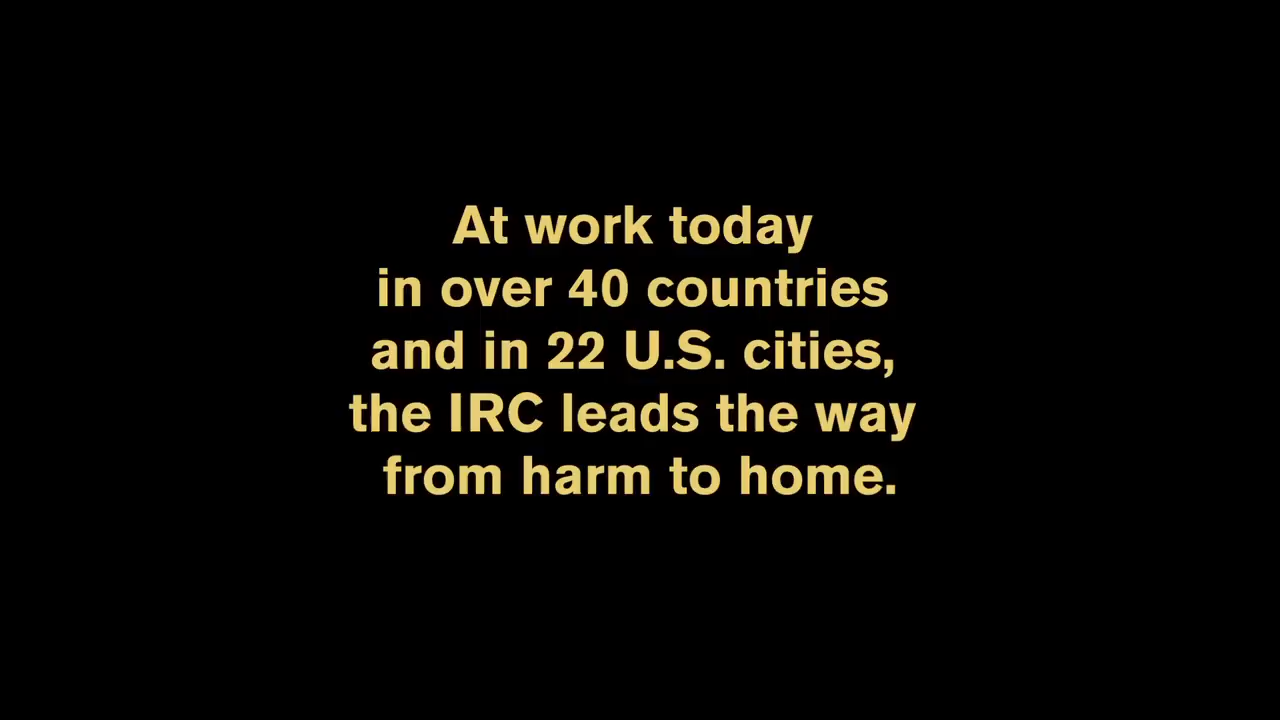 At work today
in over 40 countries
and in 22 U.S. cities,
the IRC leads the way
from harm to home.